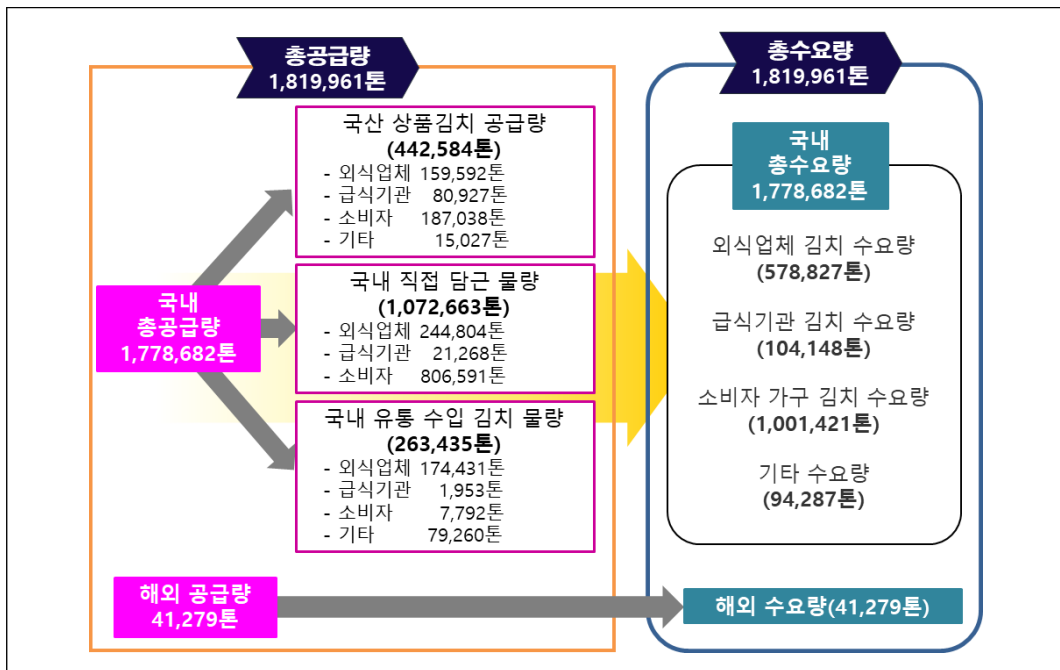 총공급량
1,819,961톤
총수요량
1,819,961톤
국내
총공급량
1,778,682톤
국산 상품김치 공급량
(442,584톤)
- 외식업체 159,592톤
- 급식기관 80,927톤
- 소비자 187,038톤
- 기타 15,027톤
국내 직접 담근 물량
(1,072,663톤)
- 외식업체 244,804톤
- 급식기관 21,268톤
- 소비자 806,591톤
국내 유통 수입 김치 물량
(263,435톤)
- 외식업체 174,431톤
- 급식기관 1,953톤
- 소비자 7,792톤
- 기타 79,260톤
국내
총수요량
1,778,682톤
외식업체 김치 수요량
(578,827톤)
급식기관 김치 수요량
(104,148톤)
소비자 가구 김치 수요량
(1,001,421톤)
기타 수요량
(94,287톤)
해외 공급량
41,279톤
해외 수요량(41,279톤)